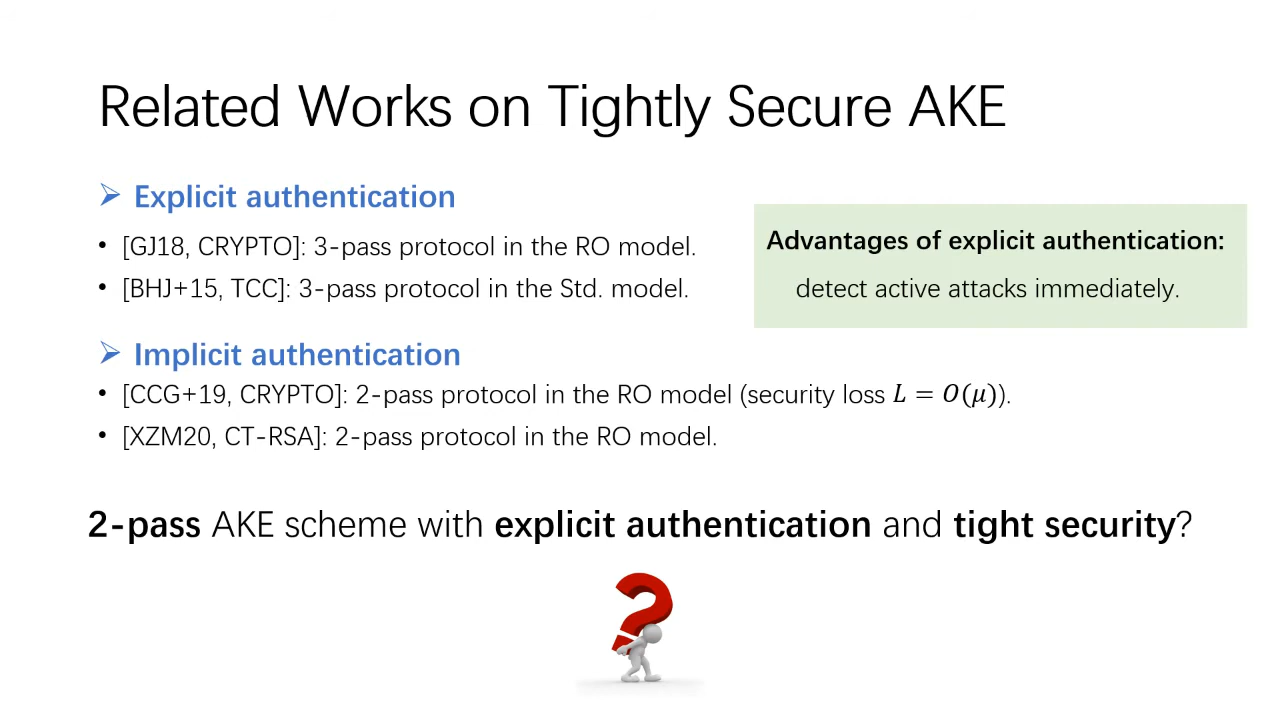 Related Works on Tightly Secure AKE
➢ Explicit authentication
• [GJ18, CRYPTO]: 3-pass protocol in the RO model.
• [BHJ+15, TCC]: 3-pass protocol in the Std. model.
Advantages of explicit authentication:
detect active attacks immediately.
➢ Implicit authentication
• [CCG+19, CRYPTO]: 2-pass protocol in the RO model (security loss L = O(μ)).
• [XZM20, CT-RSA]: 2-pass protocol in the RO model.
2-pass AKE scheme with explicit authentication and tight security?